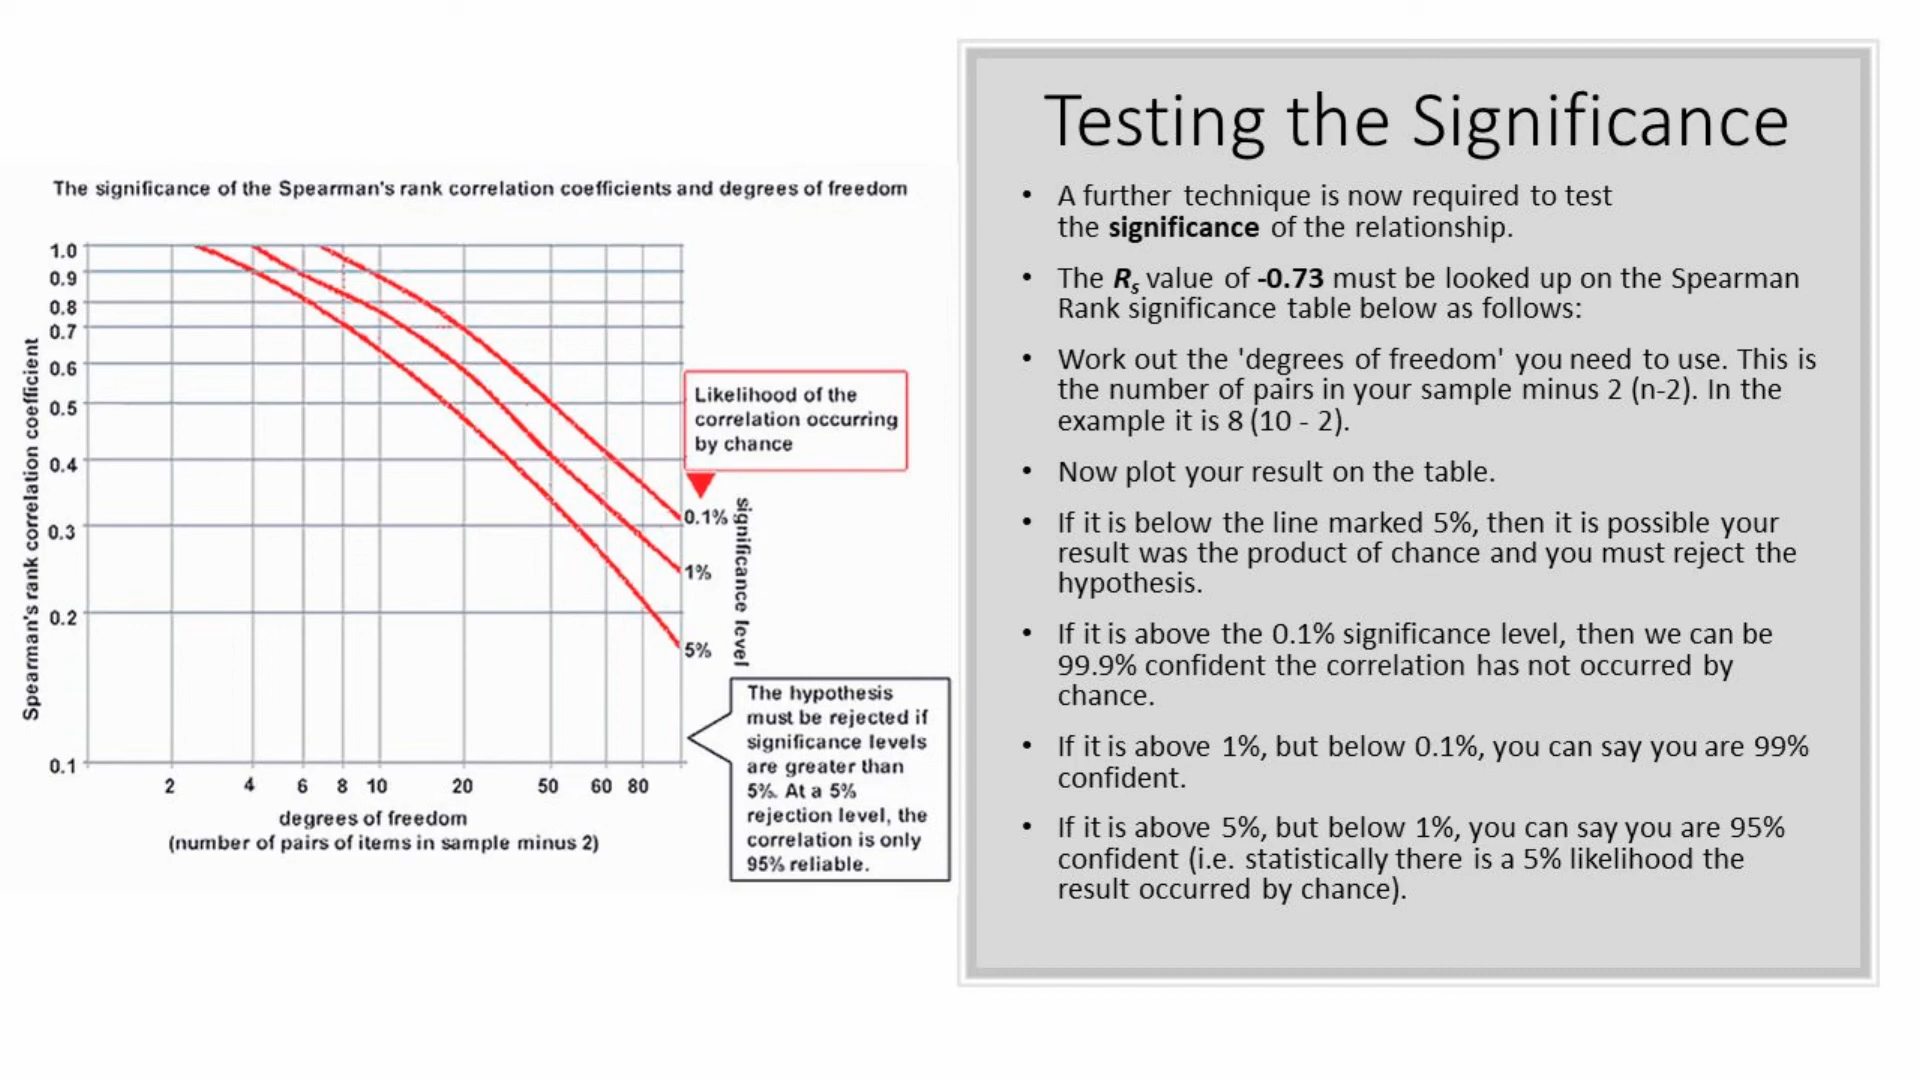 The significance of the Spearman's rank correlation coefficients and degrees of freedom
1.0
0.9
0.8
0.7
0.6
0.5
0.4
0.3
0.2
0.1
Spearman's rank correlation coefficient
2 4 6 8 10 20 50 60 80
degrees of freedom
(number of pairs of items in sample minus 2)
Likelihood of the
correlation occurring
by chance
0.1%
1%
5%
significance level
The hypothesis
must be rejected if
significance levels
are greater than
5%. At a 5%
rejection level, the
correlation is only
95% reliable.
Testing the Significance
• A further technique is now required to test
the significance of the relationship.
• The Rs value of -0.73 must be looked up on the Spearman
Rank significance table below as follows:
• Work out the 'degrees of freedom' you need to use. This is
the number of pairs in your sample minus 2 (n-2). In the
example it is 8 (10 - 2).
• Now plot your result on the table.
• If it is below the line marked 5%, then it is possible your
result was the product of chance and you must reject the
hypothesis.
• If it is above the 0.1% significance level, then we can be
99.9% confident the correlation has not occurred by
chance.
• If it is above 1%, but below 0.1%, you can say you are 99%
confident.
• If it is above 5%, but below 1%, you can say you are 95%
confident (i.e. statistically there is a 5% likelihood the
result occurred by chance).